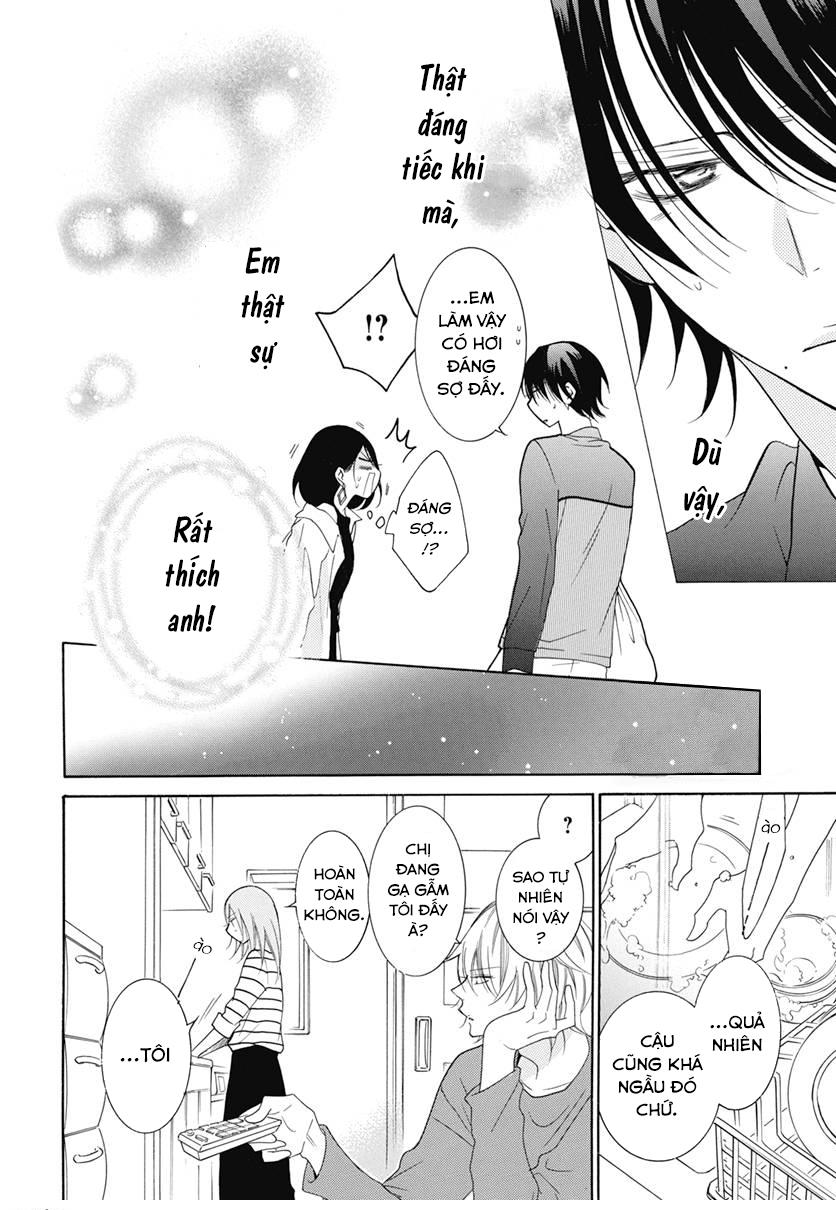 Dù
vậy,
Thật
đáng
tiếc khi
mà,
...EM
LÀM VẬY
CÓ HƠI
ĐÁNG
SỢ ĐẤY.
!?
ĐÁNG
SỢ...
!?
Em
thật
sự
Rất
thích
anh!
ào
...QUẢ
NHIÊN
CẬU
CŨNG KHÁ
NGẦU ĐÓ
CHỨ.
?
SAO TỰ
NHIÊN
NÓI VẬY
?
CHỊ
ĐANG
GẠ GẪM
TÔI ĐẤY
À?
HOÀN
TOÀN
KHÔNG.
ào
...TÔI